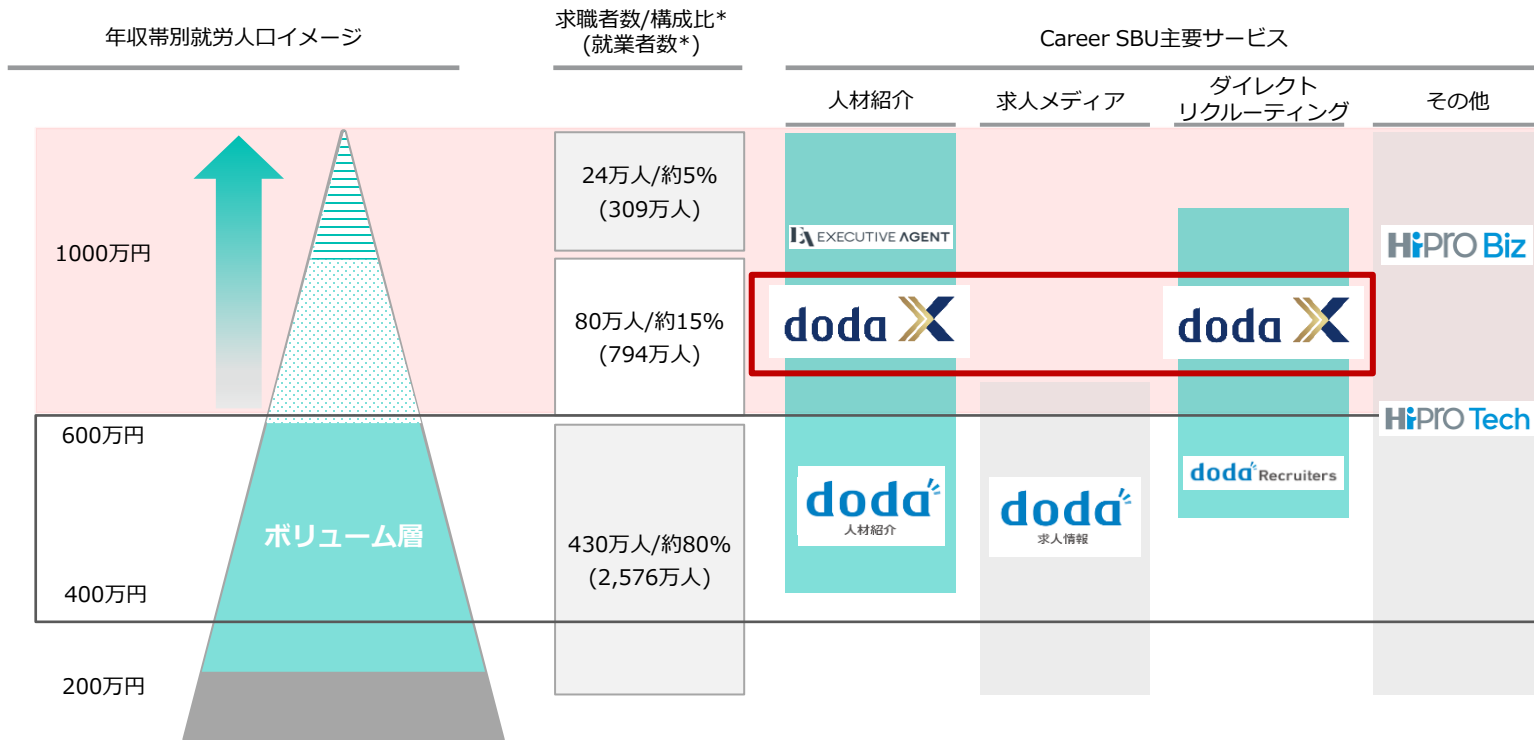 年収帯別就労人口イメージ
求職者数/構成比*
(就業者数*)
Career SBU主要サービス
人材紹介
求人メディア
ダイレクト
リクルーティング
その他
24万人/約5%
(309万人)
1000万円
EA EXECUTIVE AGENT
HiPro Biz
80万人/約15%
(794万人)
doda X
doda X
600万円
HiPro Tech
ボリューム層
430万人/約80%
(2,576万人)
doda
人材紹介
doda
求人情報
doda Recruiters
400万円
200万円